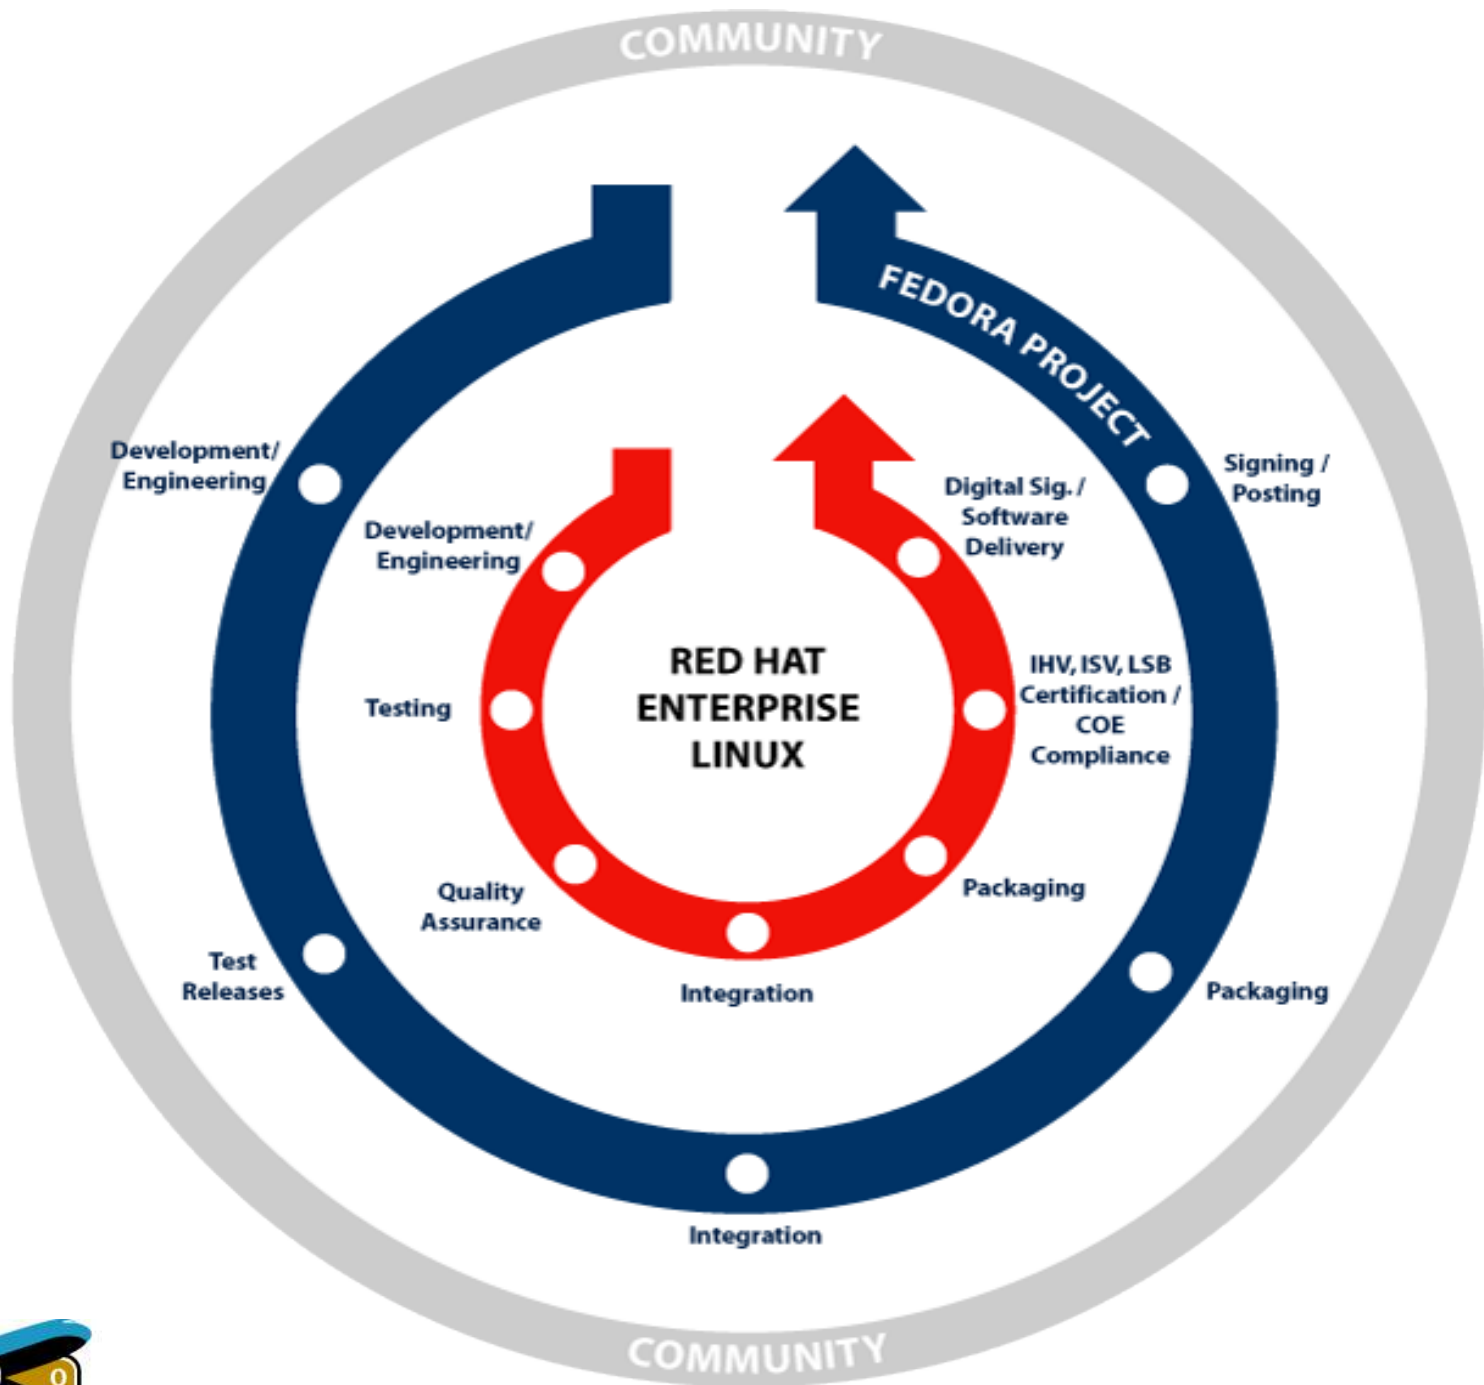 COMMUNITY
FEDORA PROJECT
Development/
Engineering
Signing /
Posting
Development/
Engineering
Digital Sig. /
Software
Delivery
Testing
RED HAT
ENTERPRISE
LINUX
IHV, ISV, LSB
Certification /
COE
Compliance
Quality
Assurance
Packaging
Test
Releases
Integration
Packaging
Integration
COMMUNITY
O